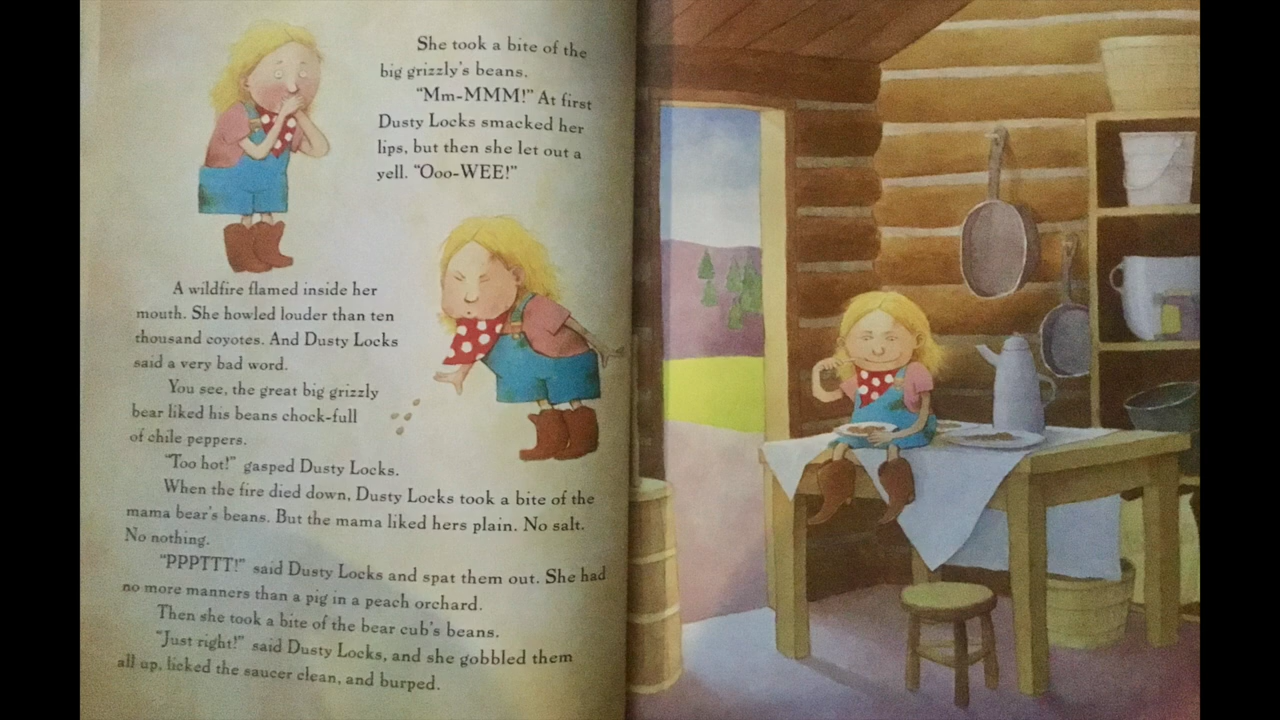 She took a bite of the
big grizzly's beans.
"Mm-MMM!" At first
Dusty Locks smacked her
lips, but then she let out a
yell. "Ooo-WEE!"
A wildfire flamed inside her
mouth. She howled louder than ten
thousand coyotes. And Dusty Locks
said a very bad word.
You see, the great big grizzly
bear liked his beans chock-full
of chile peppers.
"Too hot!" gasped Dusty Locks.
When the fire died down, Dusty Locks took a bite of the
mama bear's beans. But the mama liked hers plain. No salt.
No nothing.
"PPPTTT!" said Dusty Locks and spat them out. She had
no more manners than a pig in a peach orchard.
Then she took a bite of the bear cub's beans.
"Just right!" said Dusty Locks, and she gobbled them
all up, licked the saucer clean, and burped.